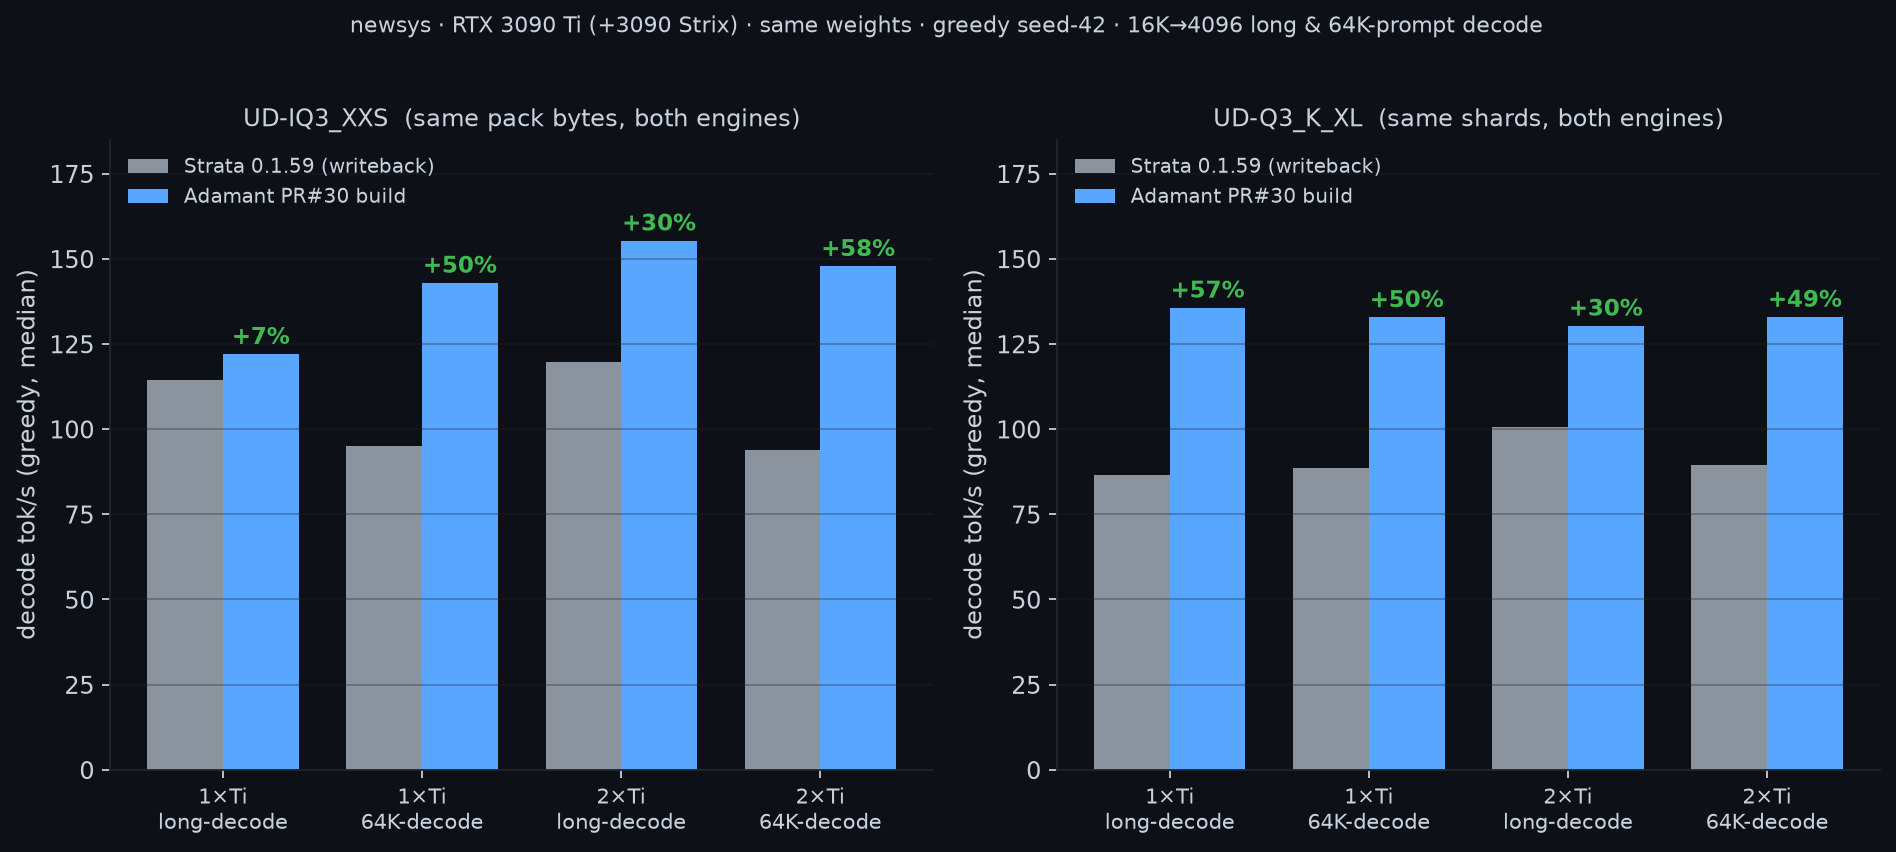 newsys · RTX 3090 Ti (+3090 Strix) · same weights · greedy seed-42 · 16K→4096 long & 64K-prompt decode
UD-IQ3_XXS (same pack bytes, both engines)
decode tok/s (greedy, median)
175
150
125
100
75
50
25
0
Strata 0.1.59 (writeback)
Adamant PR#30 build
+7%
+50%
+30%
+58%
1×Ti
long-decode
1×Ti
64K-decode
2×Ti
long-decode
2×Ti
64K-decode
UD-Q3_K_XL (same shards, both engines)
decode tok/s (greedy, median)
175
150
125
100
75
50
25
0
Strata 0.1.59 (writeback)
Adamant PR#30 build
+57%
+50%
+30%
+49%
1×Ti
long-decode
1×Ti
64K-decode
2×Ti
long-decode
2×Ti
64K-decode